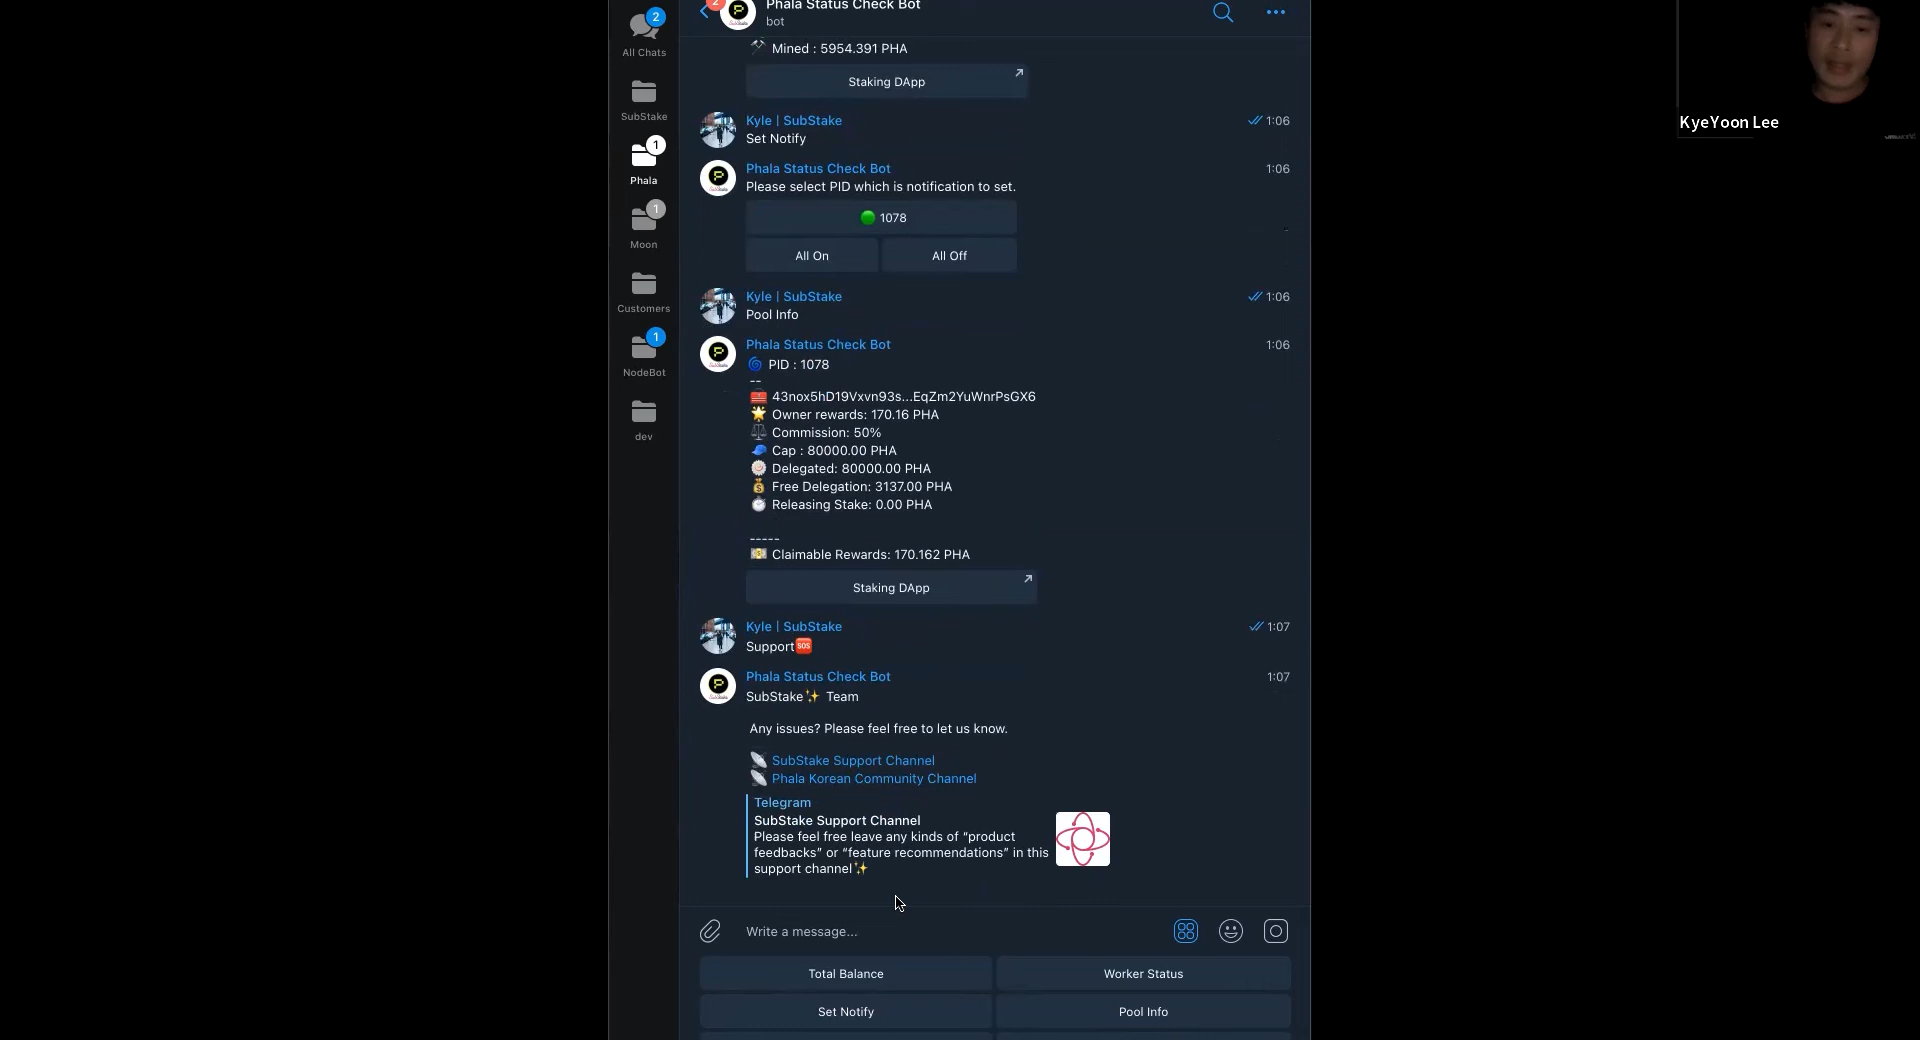 2
All Chats
SubStake
1
Phala
1
Moon
Customers
1
NodeBot
dev
2
Phala Status Check Bot
bot
Mined : 5954.391 PHA
Staking DApp
Kyle | SubStake 1:06
Set Notify
Phala Status Check Bot 1:06
Please select PID which is notification to set.
1078
All On All Off
Kyle | SubStake 1:06
Pool Info
Phala Status Check Bot 1:06
PID : 1078
--
43nox5hD19Vxvn93s...EqZm2YuWnrPsGX6
Owner rewards: 170.16 PHA
Commission: 50%
Cap : 80000.00 PHA
Delegated: 80000.00 PHA
Free Delegation: 3137.00 PHA
Releasing Stake: 0.00 PHA
-----
Claimable Rewards: 170.162 PHA
Staking DApp
Kyle | SubStake 1:07
Support🆘
Phala Status Check Bot 1:07
SubStake✨ Team
Any issues? Please feel free to let us know.
SubStake Support Channel
Phala Korean Community Channel
Telegram
SubStake Support Channel
Please feel free leave any kinds of “product
feedbacks” or “feature recommendations” in this
support channel✨
Write a message...
Total Balance Worker Status
Set Notify Pool Info
KyeYoon Lee